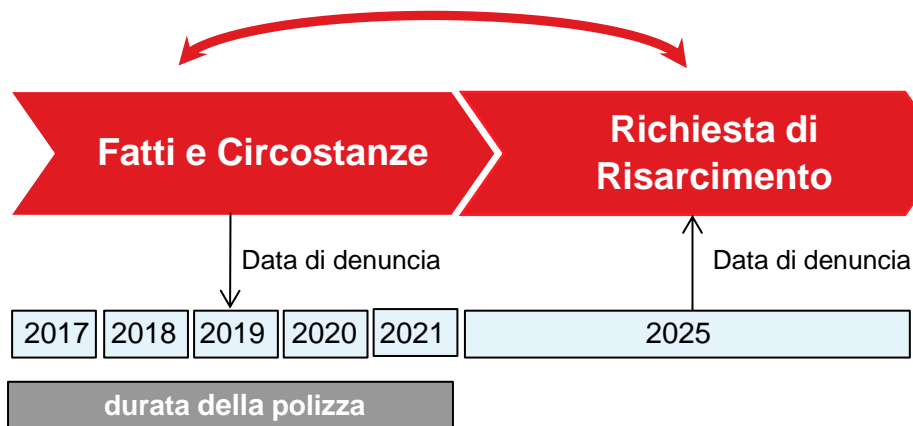 Fatti e Circostanze
Richiesta di
Risarcimento
Data di denuncia
Data di denuncia
2017 2018 2019 2020 2021 2025
durata della polizza